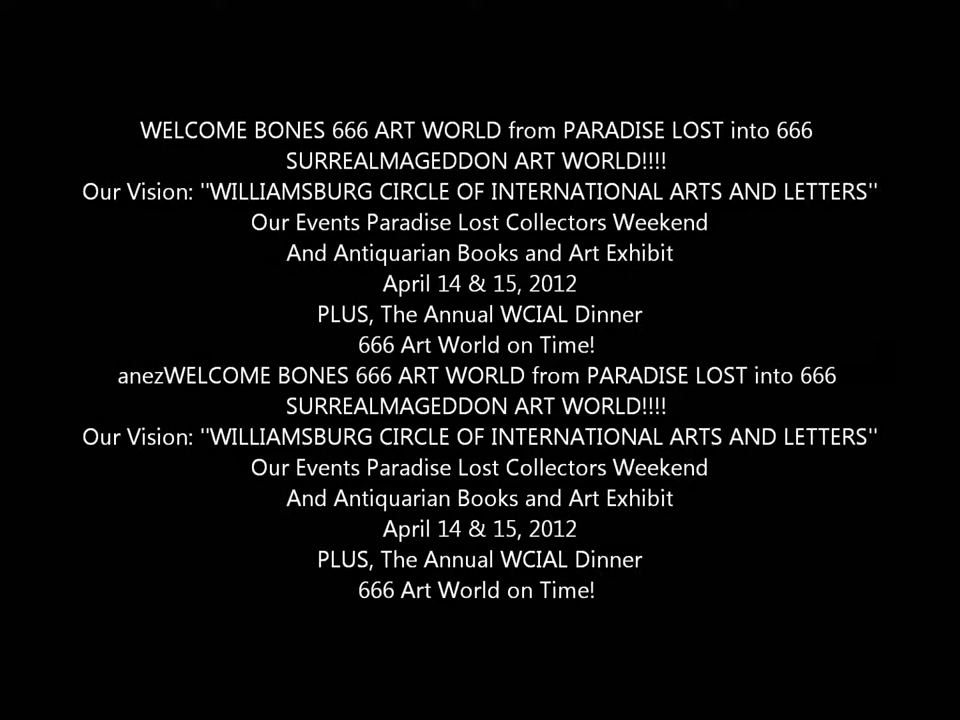 WELCOME BONES 666 ART WORLD from PARADISE LOST into 666
SURREALMAGEDDON ART WORLD!!!!
Our Vision: ''WILLIAMSBURG CIRCLE OF INTERNATIONAL ARTS AND LETTERS''
Our Events Paradise Lost Collectors Weekend
And Antiquarian Books and Art Exhibit
April 14 & 15, 2012
PLUS, The Annual WCIAL Dinner
666 Art World on Time!
anezWELCOME BONES 666 ART WORLD from PARADISE LOST into 666
SURREALMAGEDDON ART WORLD!!!!
Our Vision: ''WILLIAMSBURG CIRCLE OF INTERNATIONAL ARTS AND LETTERS''
Our Events Paradise Lost Collectors Weekend
And Antiquarian Books and Art Exhibit
April 14 & 15, 2012
PLUS, The Annual WCIAL Dinner
666 Art World on Time!